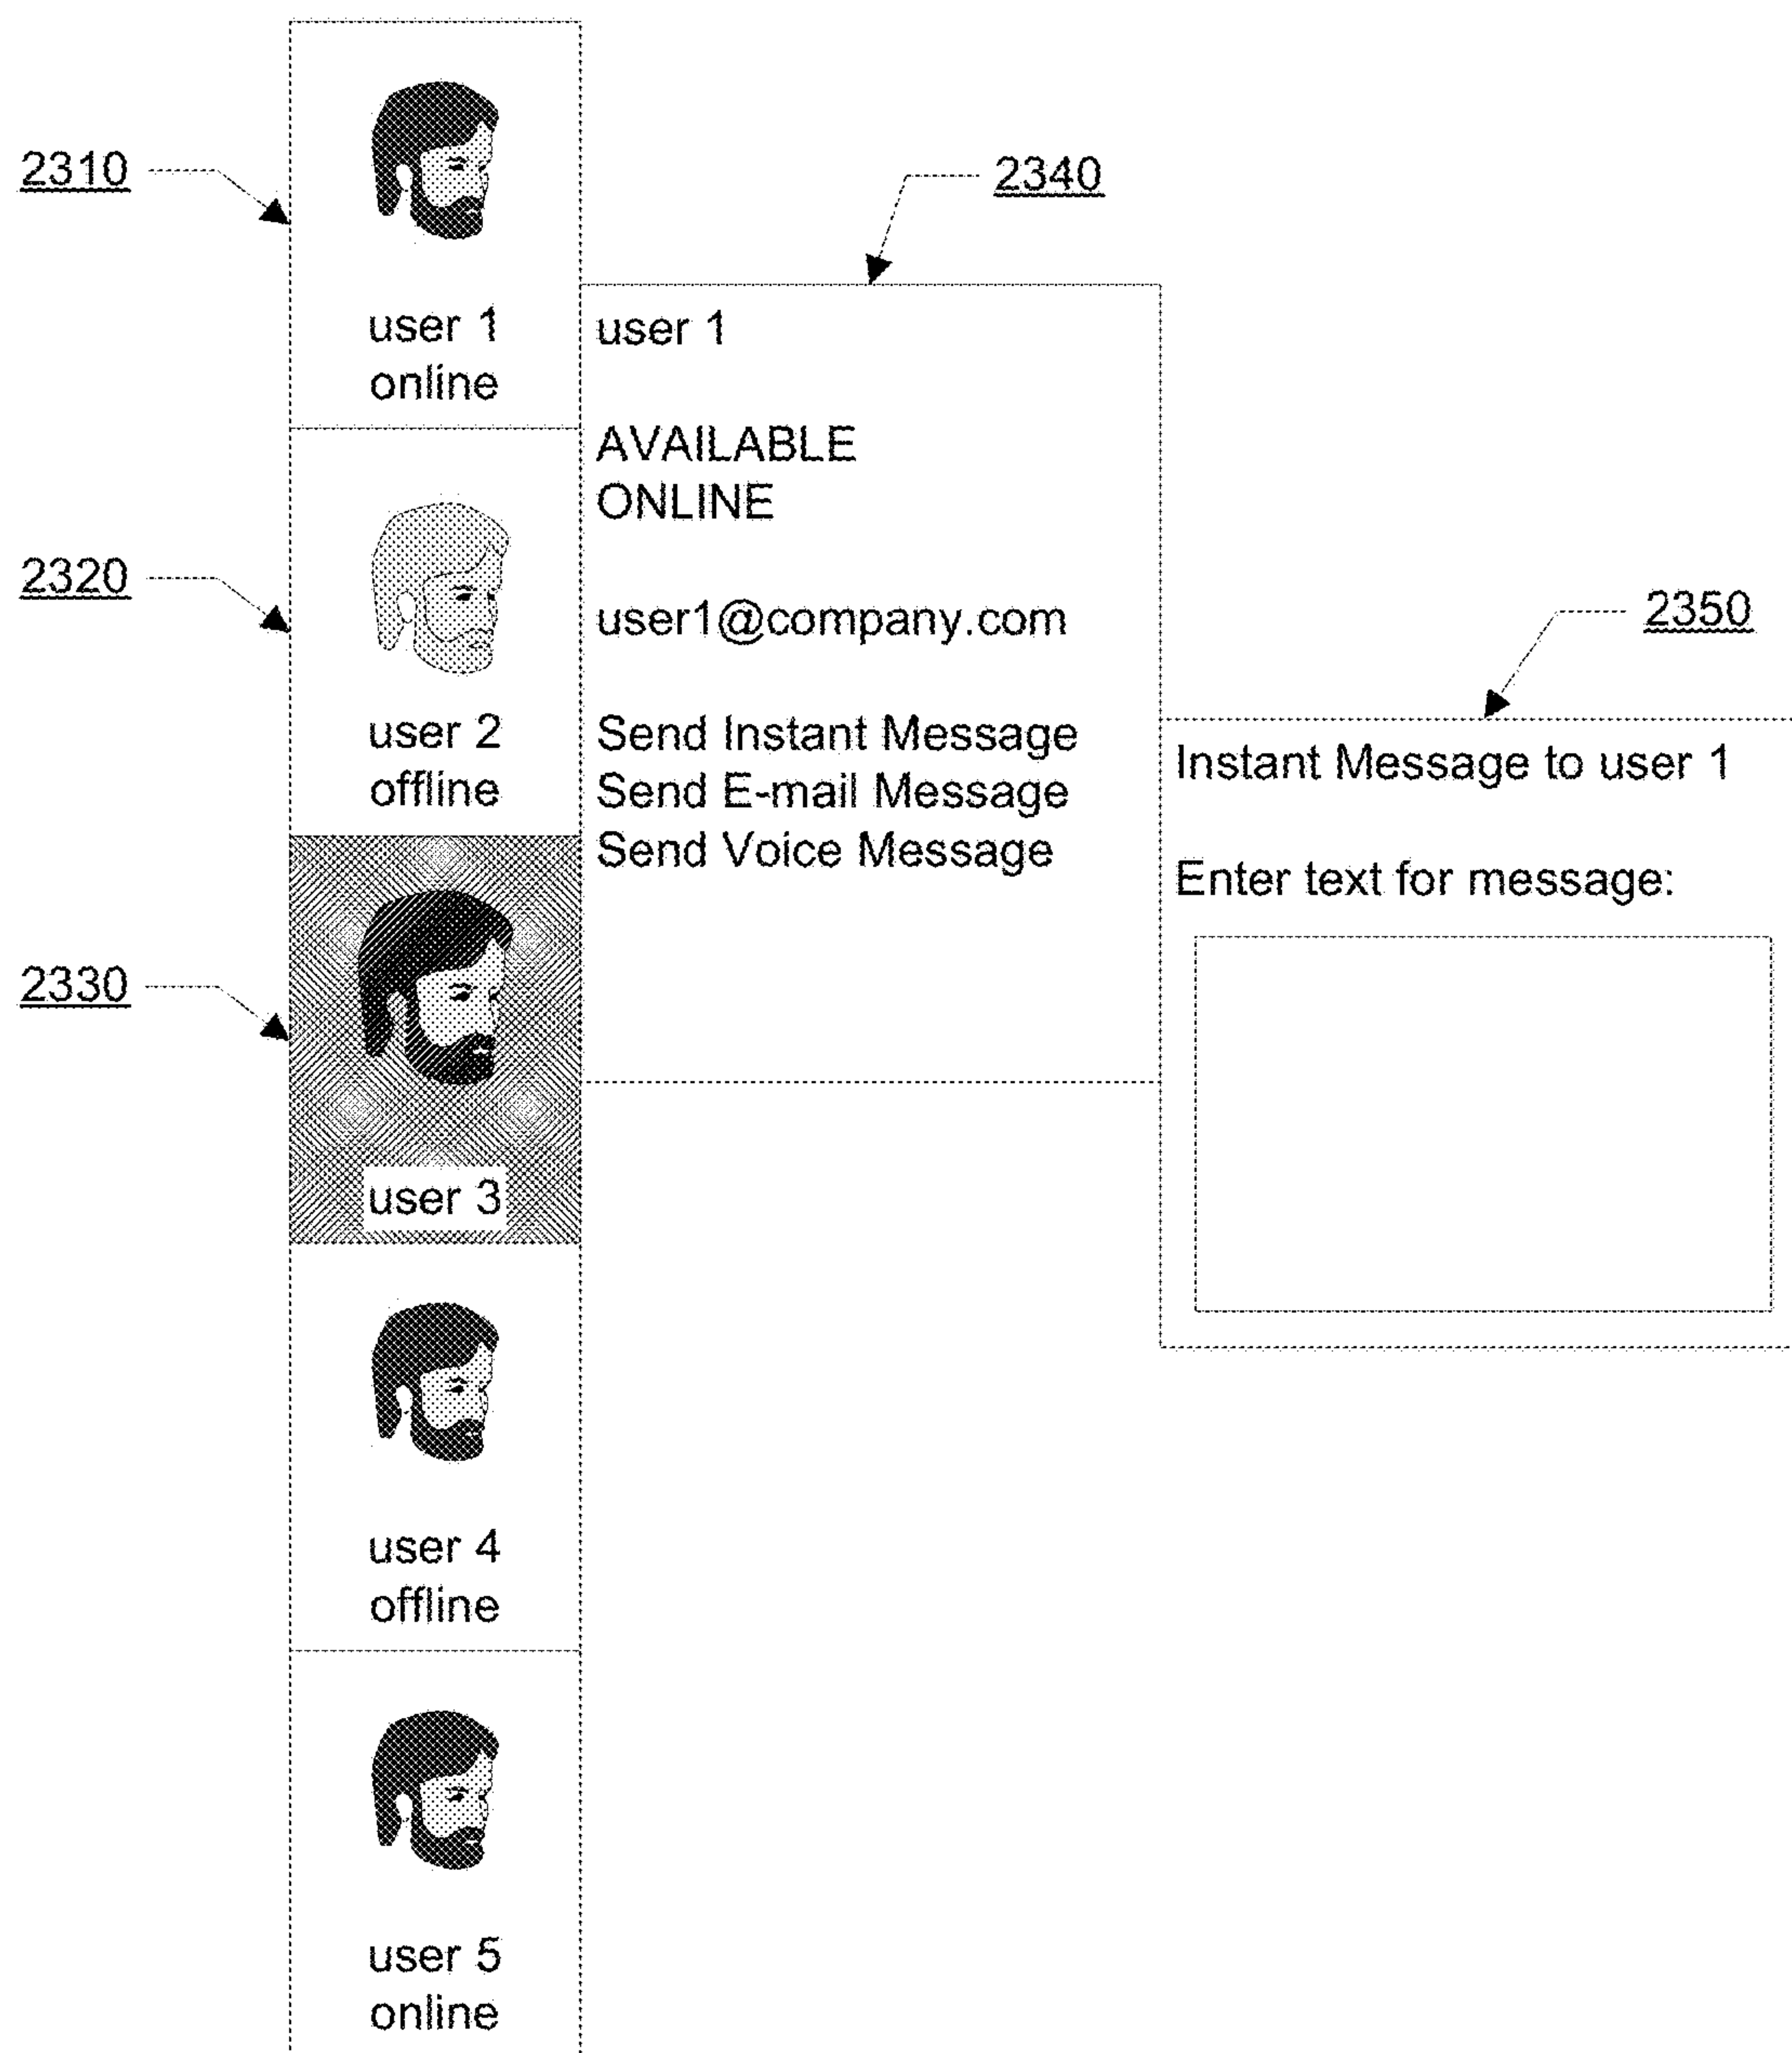 2310
user 1
online
2320
user 2
offline
2330
user 3
user 4
offline
user 5
online
2340
user 1
AVAILABLE
ONLINE
user1@company.com
Send Instant Message
Send E-mail Message
Send Voice Message
2350
Instant Message to user 1
Enter text for message: